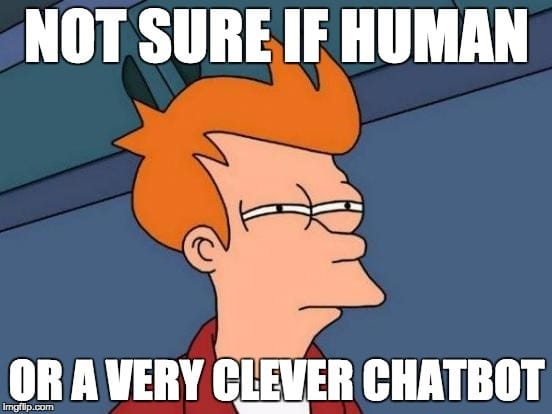 NOT SURE IF HUMAN
OR A VERY CLEVER CHATBOT
imgflip.com